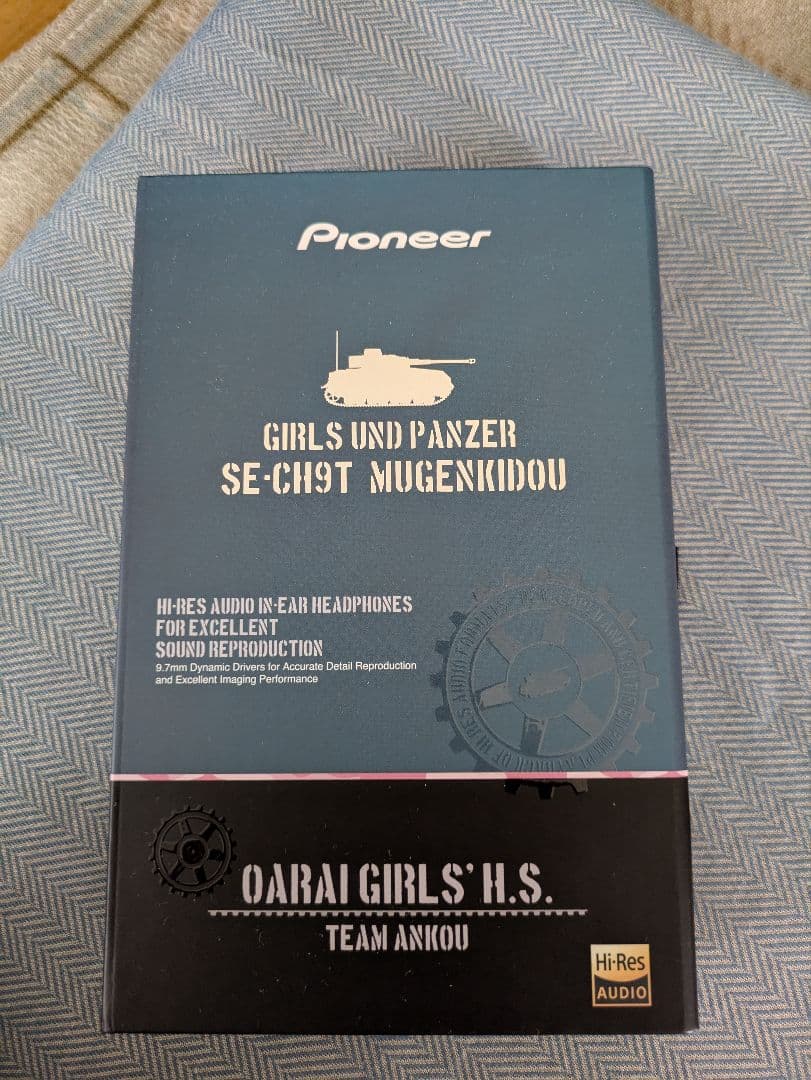 Pioneer
GIRLS UND PANZER
SE-CH9T MUGENKIDOU
HI-RES AUDIO IN-EAR HEADPHONES
FOR EXCELLENT
SOUND REPRODUCTION
9.7mm Dynamic Drivers for Accurate Detail Reproduction
and Excellent Imaging Performance
OARAI GIRLS' H.S.
TEAM ANKOU
Hi-Res
AUDIO